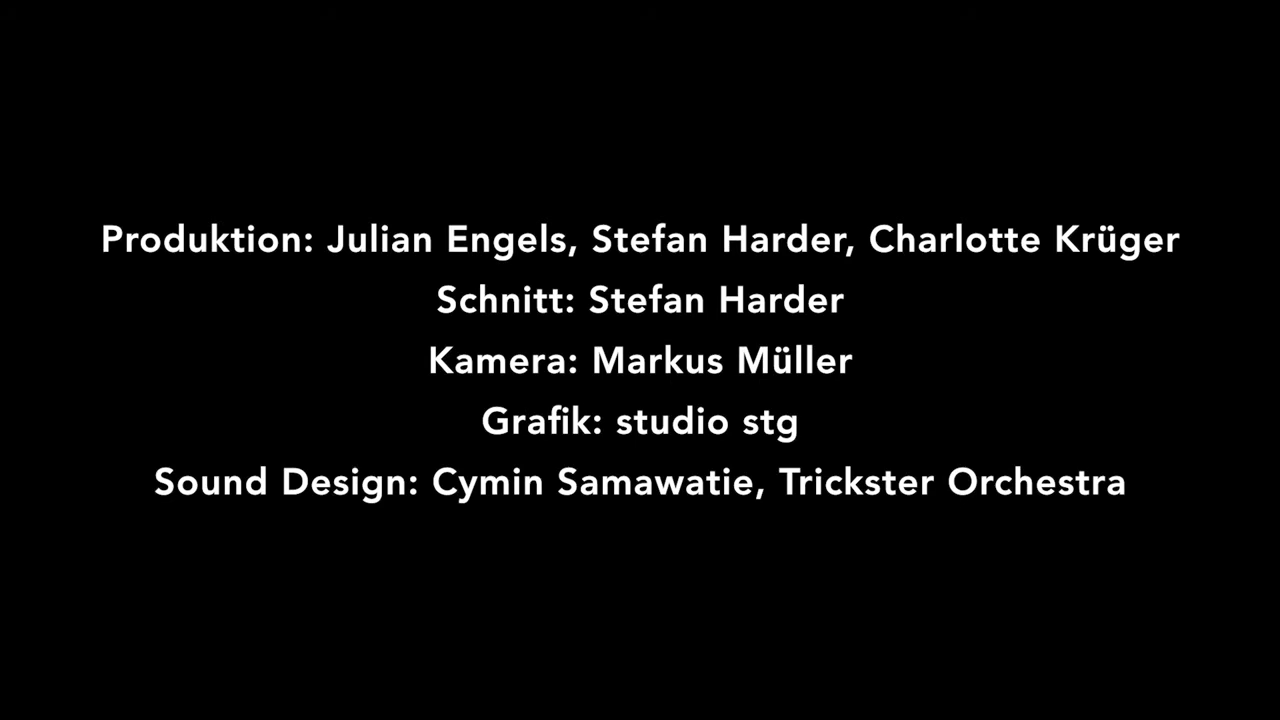 Produktion: Julian Engels, Stefan Harder, Charlotte Krüger
Schnitt: Stefan Harder
Kamera: Markus Müller
Grafik: studio stg
Sound Design: Cymin Samawatie, Trickster Orchestra